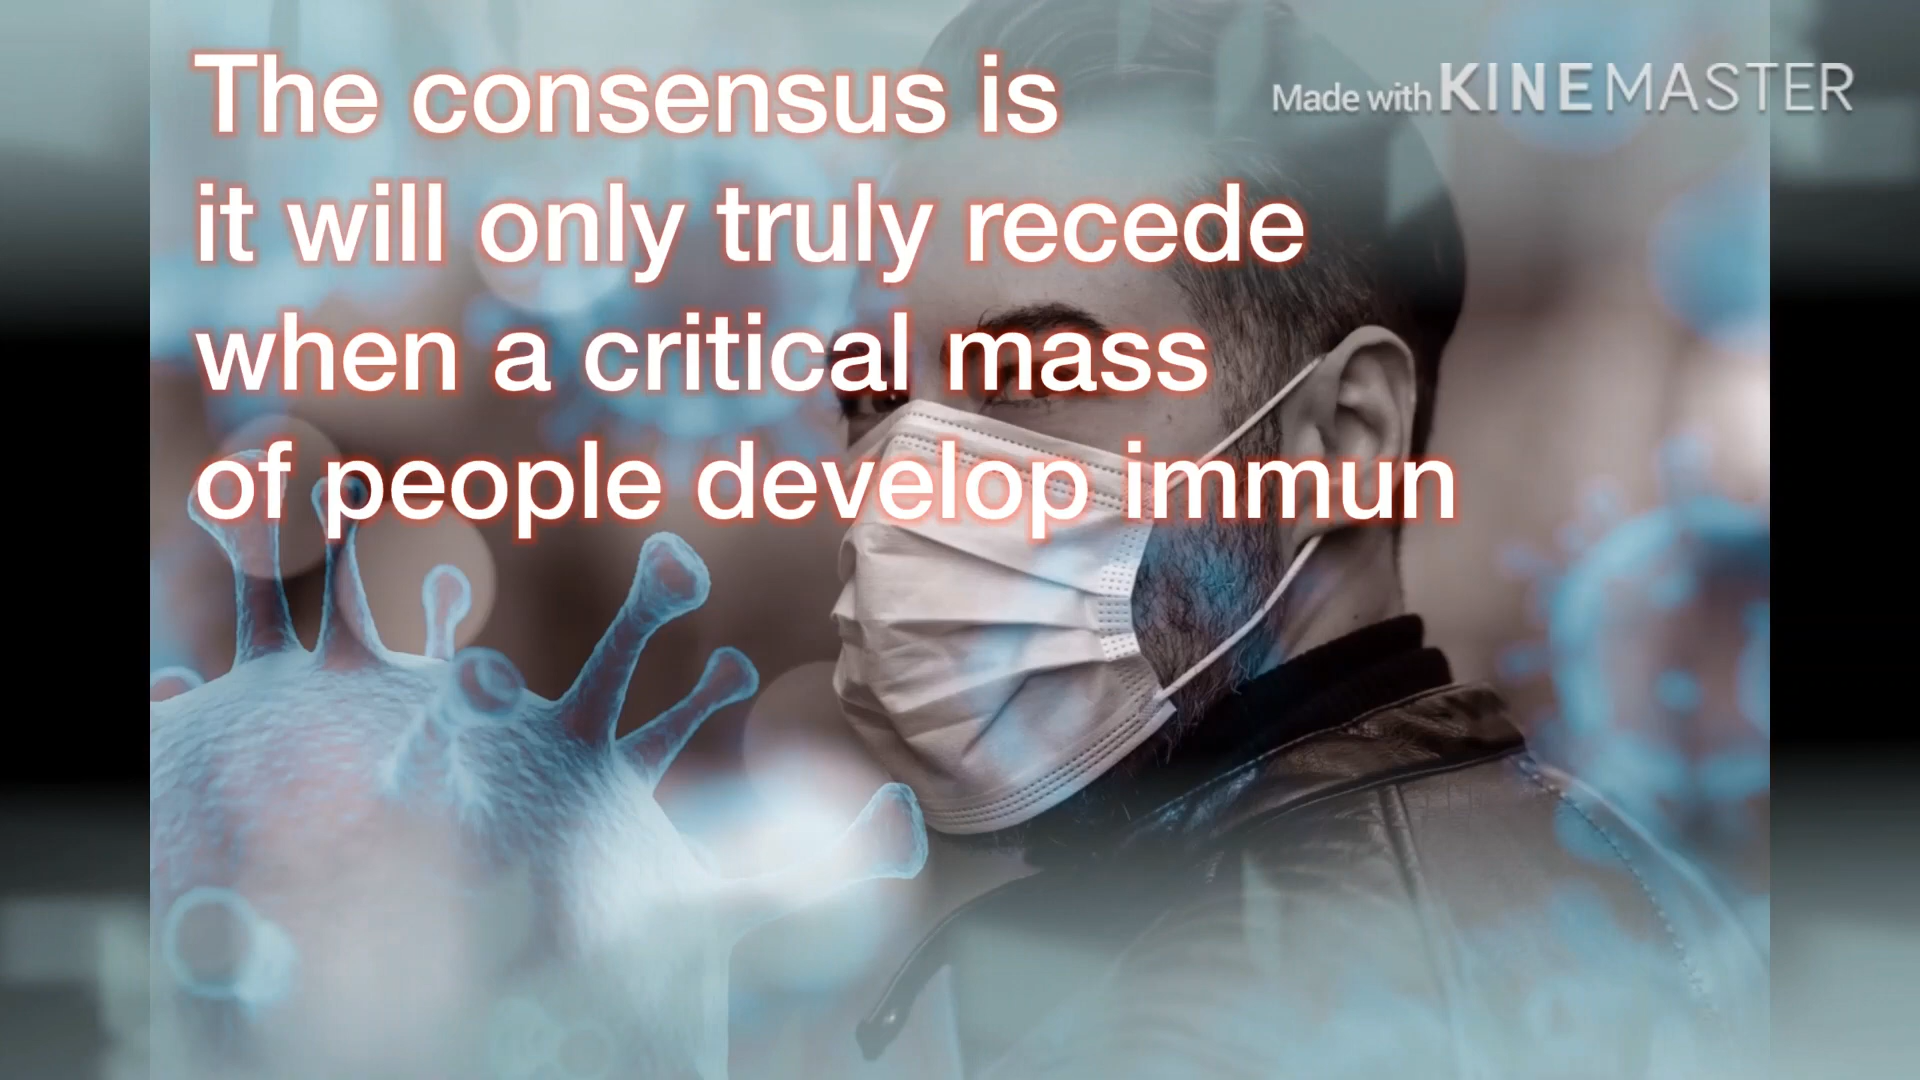 The consensus is
it will only truly recede
when a critical mass
of people develop immun
Made with KINEMASTER